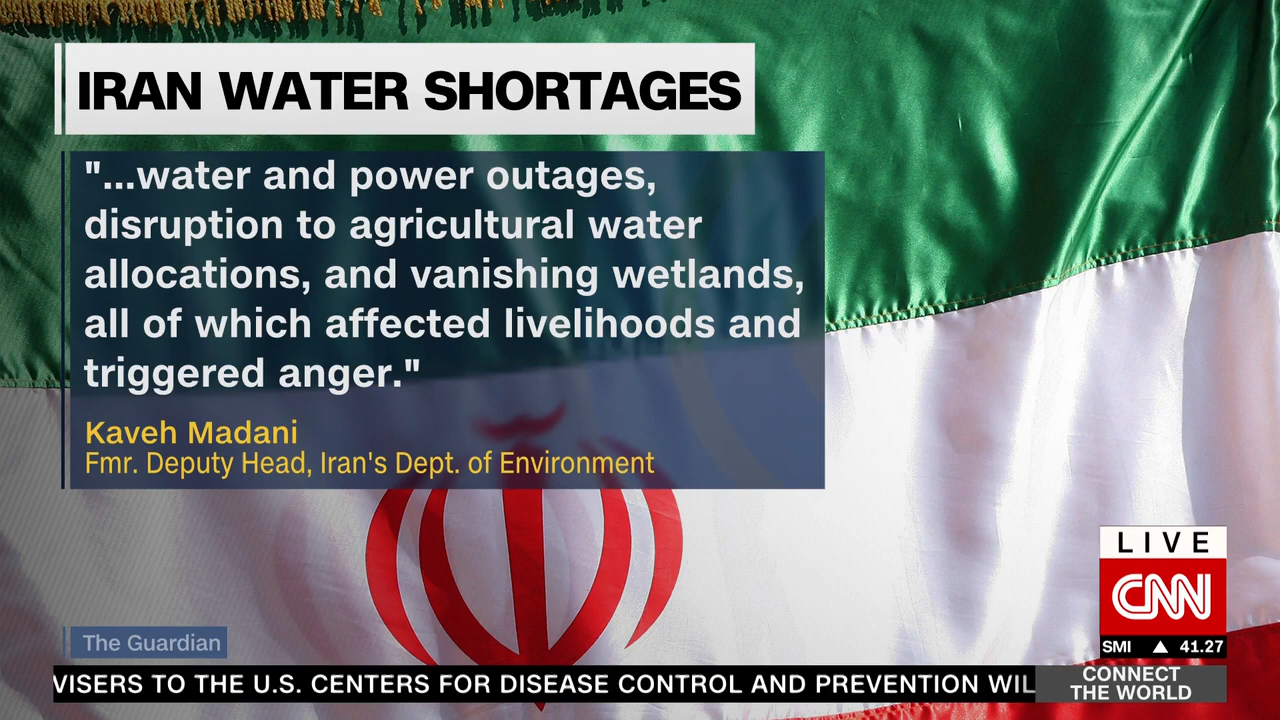 IRAN WATER SHORTAGES
"...water and power outages,
disruption to agricultural water
allocations, and vanishing wetlands,
all of which affected livelihoods and
triggered anger."
Kaveh Madani
Fmr. Deputy Head, Iran's Dept. of Environment
LIVE
CNN
SMI ▲ 41.27
The Guardian
VISERS TO THE U.S. CENTERS FOR DISEASE CONTROL AND PREVENTION WIL
CONNECT
THE WORLD